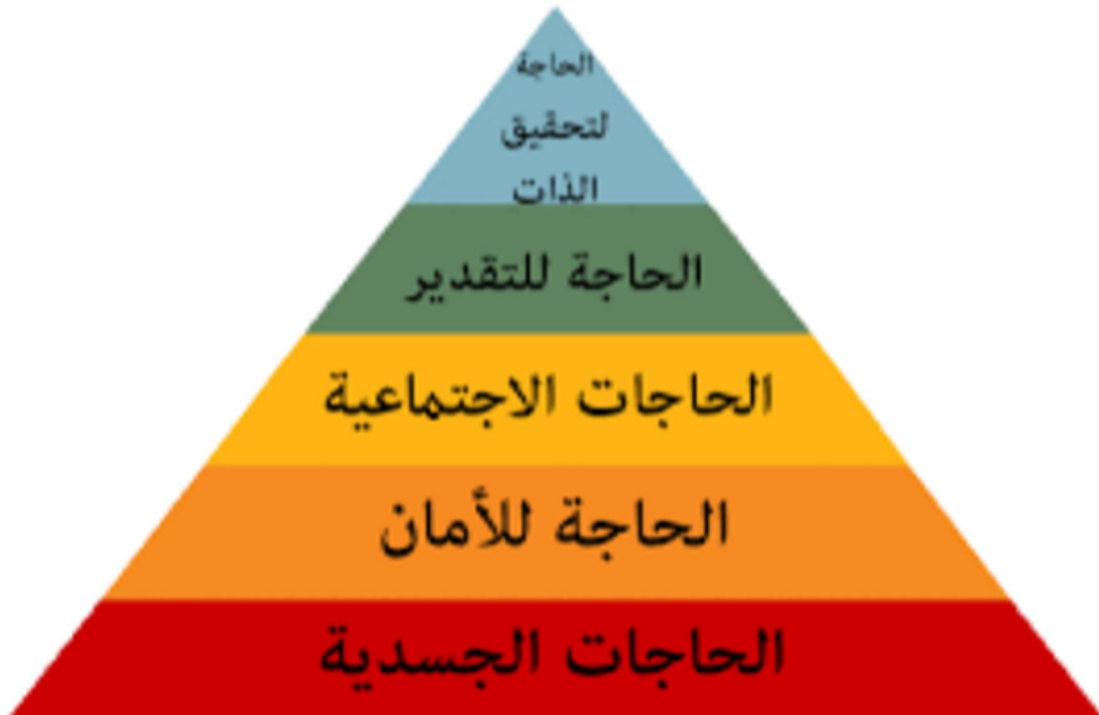 الحاجة
لتحقيق
الذات
الحاجة للتقدير
الحاجات الاجتماعية
الحاجة للأمان
الحاجات الجسدية